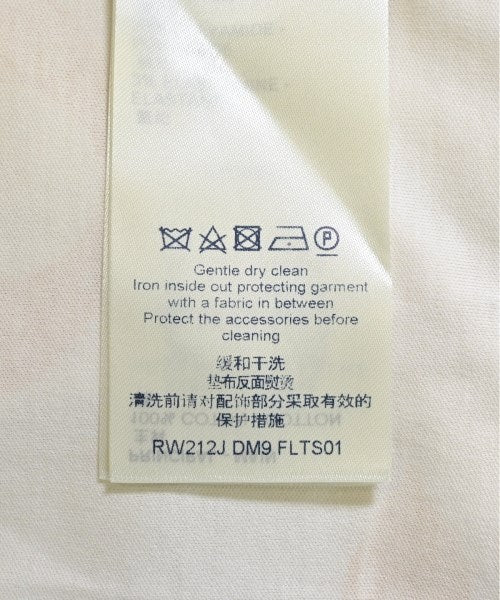 Gentle dry clean
Iron inside out protecting garment
with a fabric in between
Protect the accessories before
cleaning
缓和干洗
垫布反面熨烫
清洗前请对配饰部分采取有效的
保护措施
RW212J DM9 FLTS01